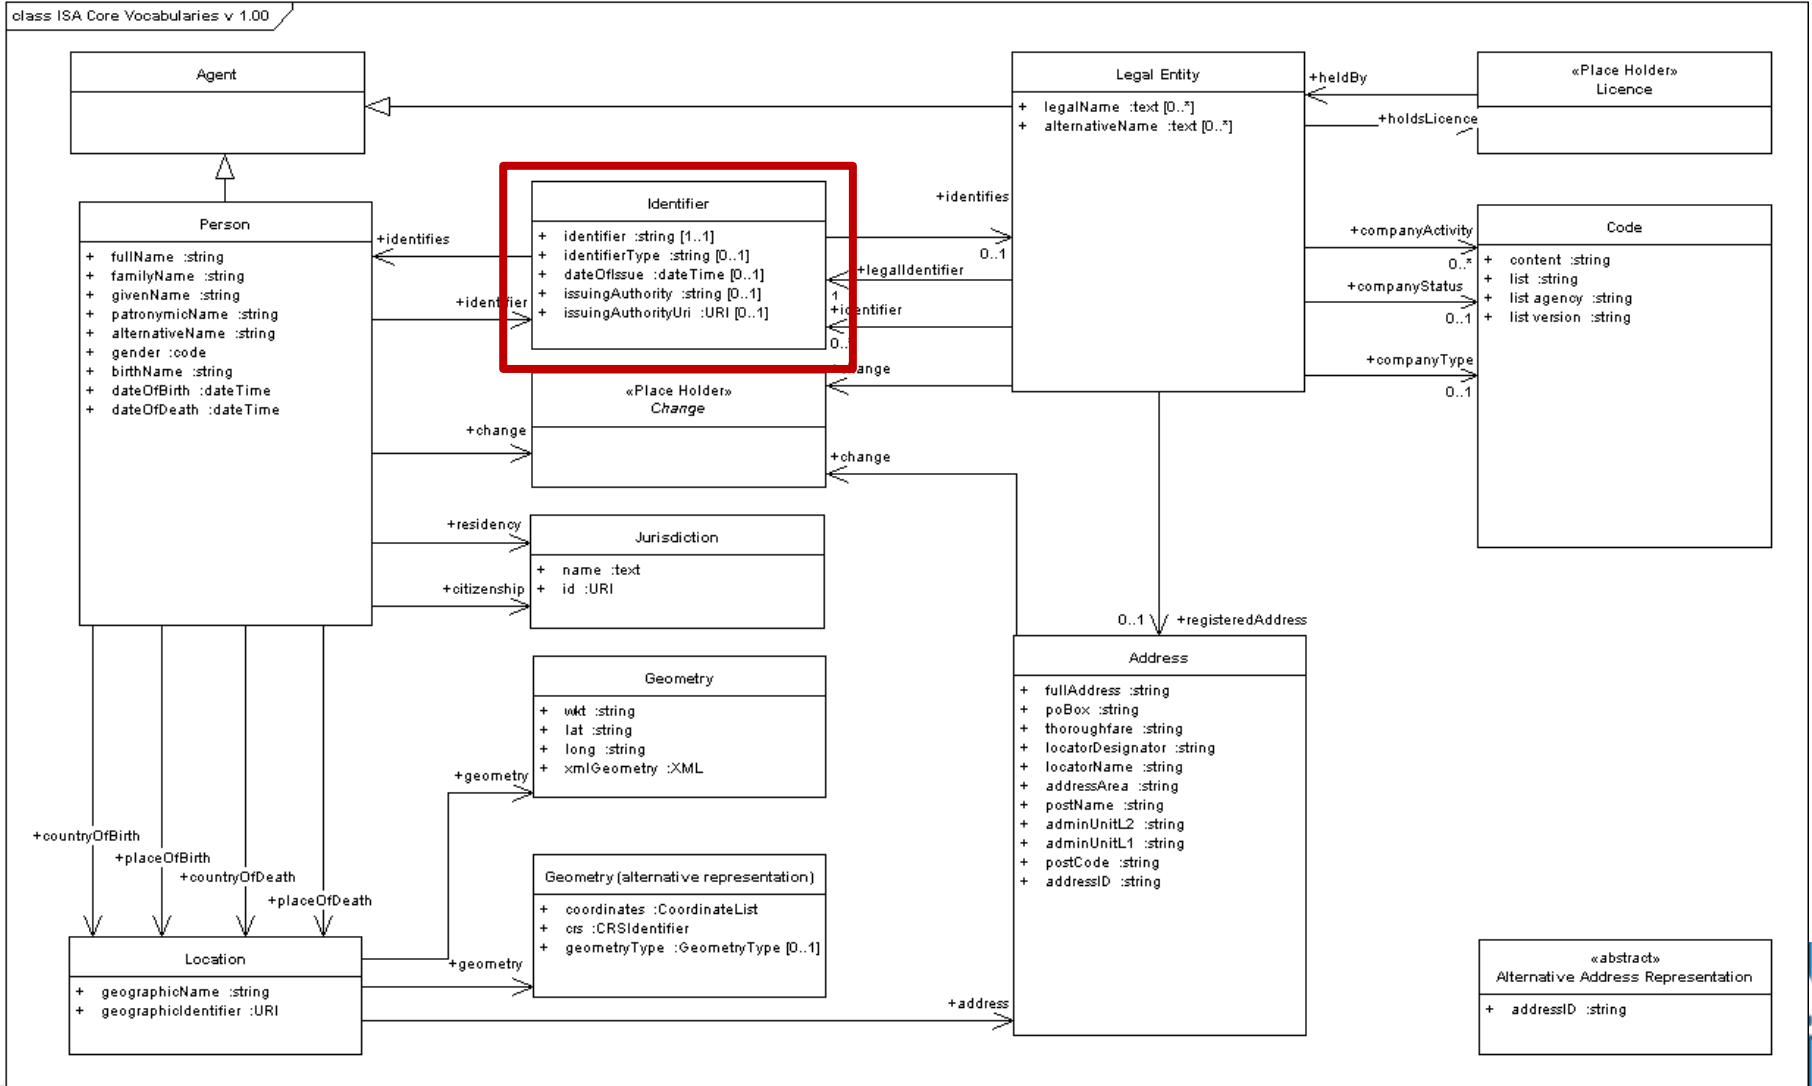 class ISA Core Vocabularies v 1.00
Agent
Legal Entity
+ legalName :text [0..*]
+ alternativeName :text [0..*]
+heldBy
+holdsLicence
«Place Holder»
Licence
Identifier
+ identifier :string [1..1]
+ identifierType :string [0..1]
+ dateOfIssue :dateTime [0..1]
+ issuingAuthority :string [0..1]
+ issuingAuthorityUri :URI [0..1]
+identifies
0..1
+legalIdentifier
1
+identifier
0..
+identifies
+identifier
Person
+ fullName :string
+ familyName :string
+ givenName :string
+ patronymicName :string
+ alternativeName :string
+ gender :code
+ birthName :string
+ dateOfBirth :dateTime
+ dateOfDeath :dateTime
+companyActivity
0..*
+companyStatus
0..1
+companyType
0..1
Code
+ content :string
+ list :string
+ list agency :string
+ list version :string
«Place Holder»
Change
+change
+change
Jurisdiction
+ name :text
+ id :URI
+residency
+citizenship
0..1
+registeredAddress
Geometry
+ wkt :string
+ lat :string
+ long :string
+ xmlGeometry :XML
+geometry
Address
+ fullAddress :string
+ poBox :string
+ thoroughfare :string
+ locatorDesignator :string
+ locatorName :string
+ addressArea :string
+ postName :string
+ adminUnitL2 :string
+ adminUnitL1 :string
+ postCode :string
+ addressID :string
+countryOfBirth
+placeOfBirth
+countryOfDeath
+placeOfDeath
Geometry (alternative representation)
+ coordinates :CoordinateList
+ crs :CRSIdentifier
+ geometryType :GeometryType [0..1]
+geometry
Location
+ geographicName :string
+ geographicIdentifier :URI
+address
«abstract»
Alternative Address Representation
+ addressID :string